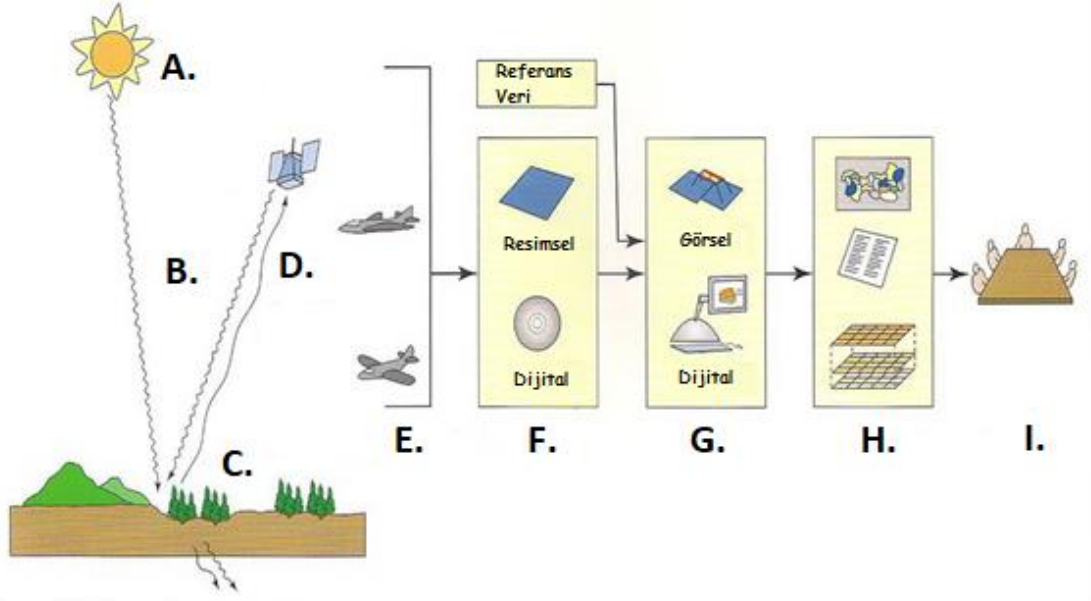 A.
Referans
Veri
B.
D.
Resimsel
Görsel
Dijital
Dijital
C.
E.
F.
G.
H.
I.